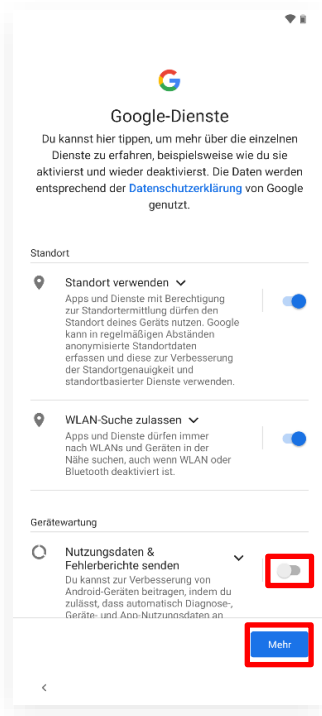 Google-Dienste
Du kannst hier tippen, um mehr über die einzelnen
Dienste zu erfahren, beispielsweise wie du sie
aktivierst und wieder deaktivierst. Die Daten werden
entsprechend der Datenschutzerklärung von Google
genutzt.
Standort
Standort verwenden
Apps und Dienste mit Berechtigung
zur Standortermittlung dürfen den
Standort deines Geräts nutzen. Google
kann in regelmäßigen Abständen
anonymisierte Standortdaten
erfassen und diese zur Verbesserung
der Standortgenauigkeit und
standortbasierter Dienste verwenden.
WLAN-Suche zulassen
Apps und Dienste dürfen immer
nach WLANs und Geräten in der
Nähe suchen, auch wenn WLAN oder
Bluetooth deaktiviert ist.
Gerätewartung
Nutzungsdaten &
Fehlerberichte senden
Du kannst zur Verbesserung von
Android-Geräten beitragen, indem du
zulässt, dass automatisch Diagnose-,
Geräte- und App-Nutzungsdaten an
Mehr